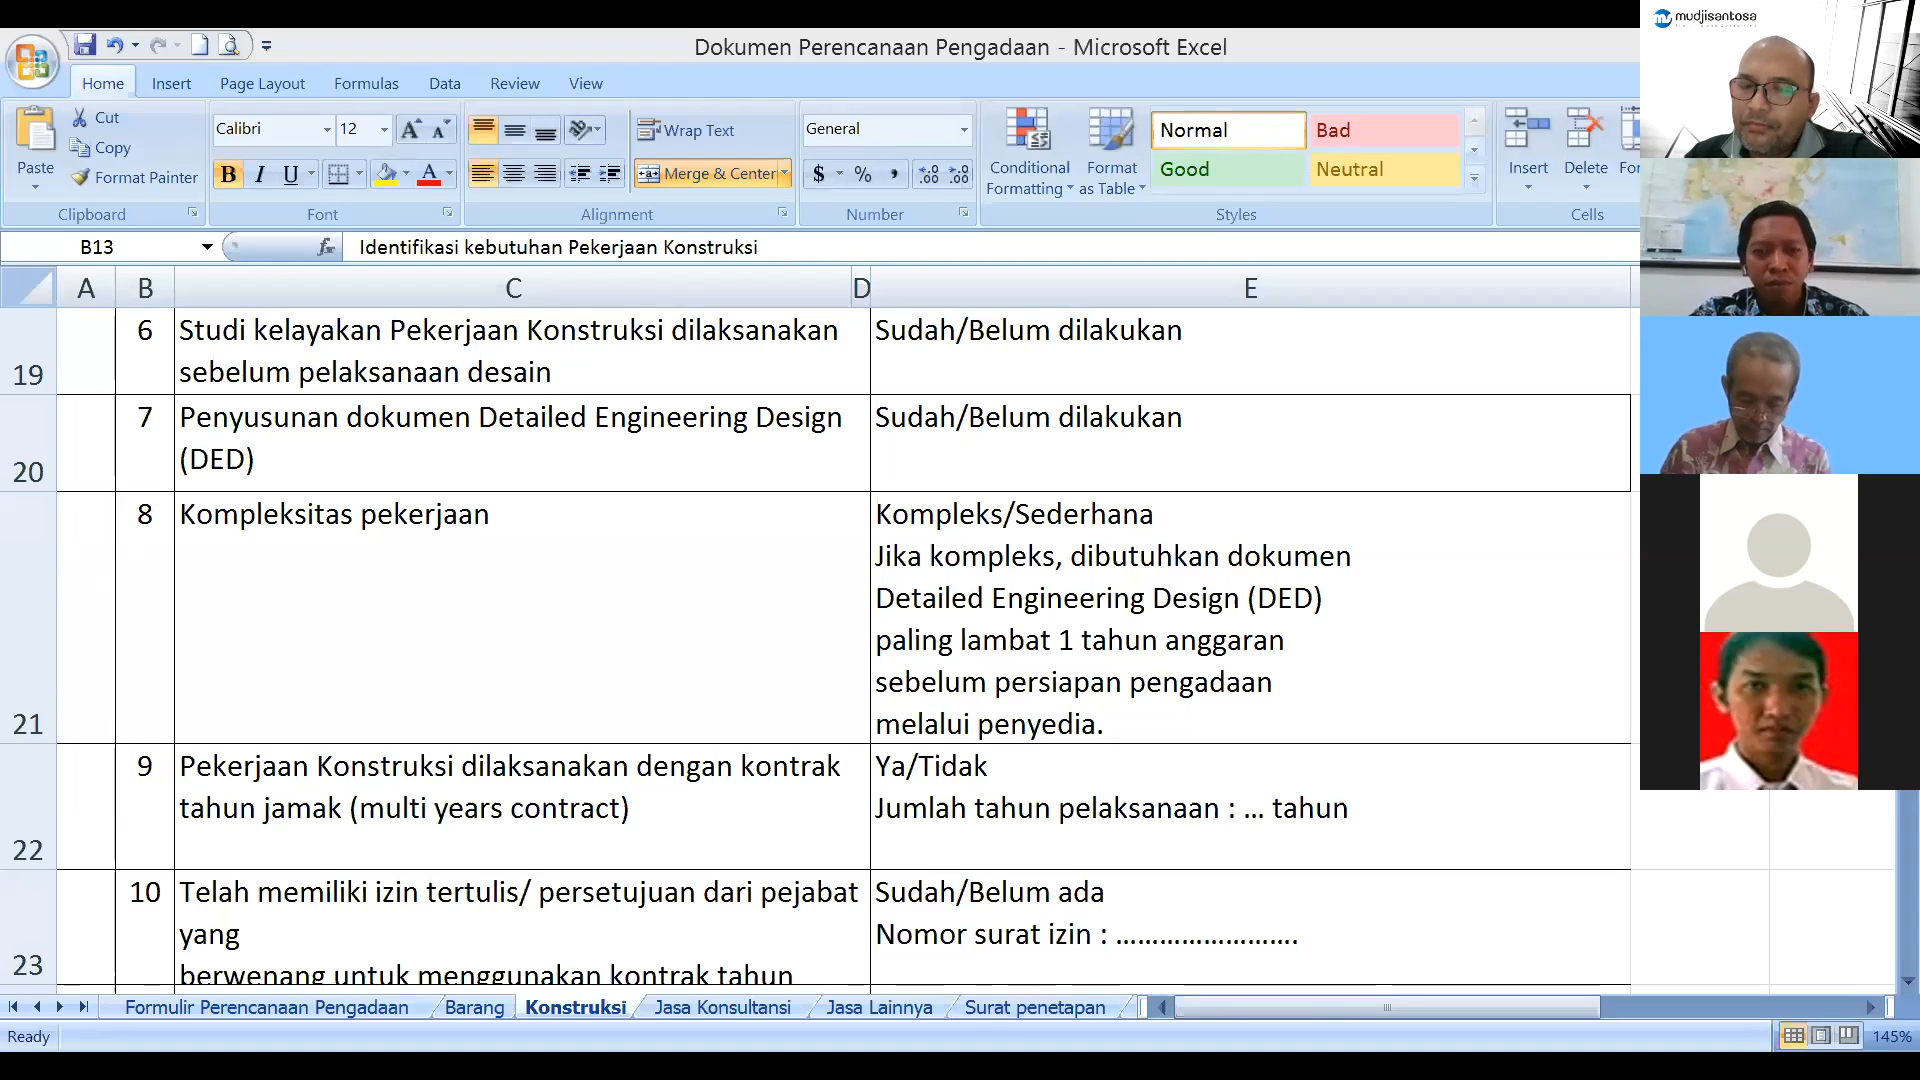 Dokumen Perencanaan Pengadaan - Microsoft Excel
mudjisantosa
Home Insert Page Layout Formulas Data Review View
Paste
Cut
Copy
Format Painter
Clipboard
Calibri 12
B I U
Font
Wrap Text
Merge & Center
Alignment
General
$ % ,
Number
Conditional Formatting
Format as Table
Normal Bad
Good Neutral
Styles
Insert Delete
Cells
B13 fx Identifikasi kebutuhan Pekerjaan Konstruksi
A B C D E
19 6 Studi kelayakan Pekerjaan Konstruksi dilaksanakan
sebelum pelaksanaan desain
Sudah/Belum dilakukan
20 7 Penyusunan dokumen Detailed Engineering Design
(DED)
Sudah/Belum dilakukan
21 8 Kompleksitas pekerjaan
Kompleks/Sederhana
Jika kompleks, dibutuhkan dokumen
Detailed Engineering Design (DED)
paling lambat 1 tahun anggaran
sebelum persiapan pengadaan
melalui penyedia.
22 9 Pekerjaan Konstruksi dilaksanakan dengan kontrak
tahun jamak (multi years contract)
Ya/Tidak
Jumlah tahun pelaksanaan : ... tahun
23 10 Telah memiliki izin tertulis/ persetujuan dari pejabat
yang
berwenang untuk menggunakan kontrak tahun
Sudah/Belum ada
Nomor surat izin : …………………….
Formulir Perencanaan Pengadaan Barang Konstruksi Jasa Konsultansi Jasa Lainnya Surat penetapan
Ready 145%